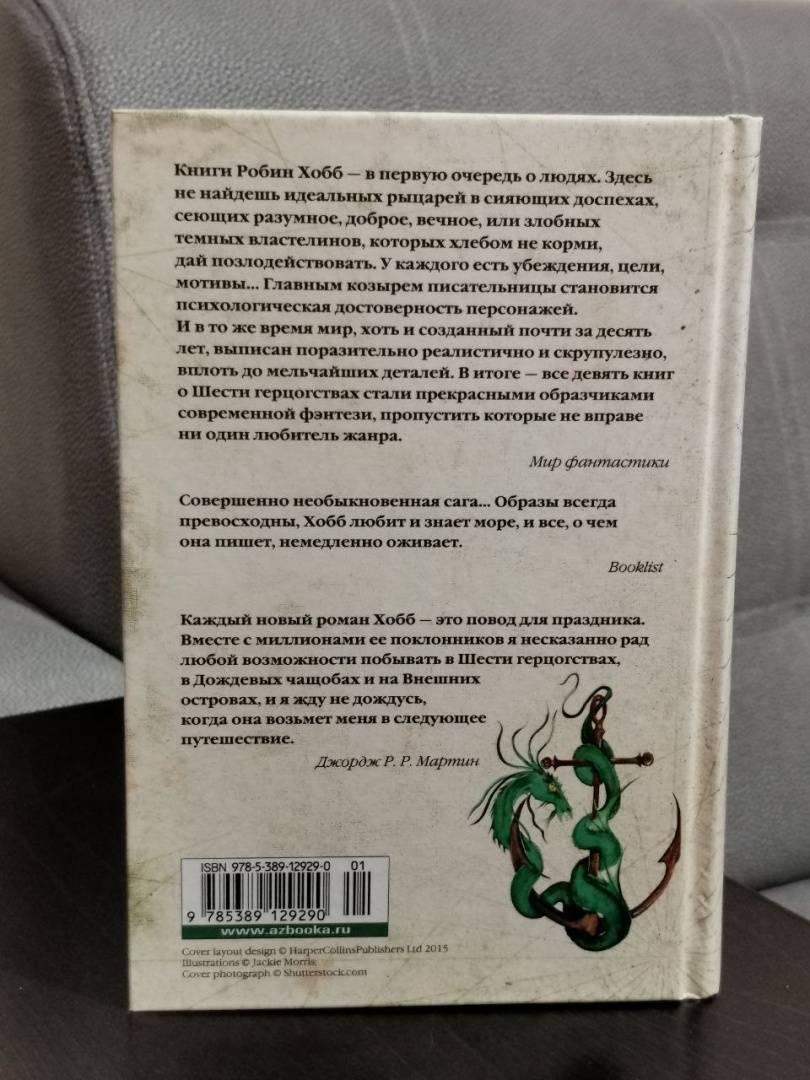 Книги Робин Хобб — в первую очередь о людях. Здесь
не найдешь идеальных рыцарей в сияющих доспехах,
сеющих разумное, доброе, вечное, или злобных
темных властелинов, которых хлебом не корми,
дай позлодействовать. У каждого есть убеждения, цели,
мотивы... Главным козырем писательницы становится
психологическая достоверность персонажей.
И в то же время мир, хоть и созданный почти за десять
лет, выписан поразительно реалистично и скрупулезно,
вплоть до мельчайших деталей. В итоге — все девять книг
о Шести герцогствах стали прекрасными образчиками
современной фэнтези, пропустить которые не вправе
ни один любитель жанра.
Мир фантастики
Совершенно необыкновенная сага... Образы всегда
превосходны, Хобб любит и знает море, и все, о чем
она пишет, немедленно оживает.
Booklist
Каждый новый роман Хобб — это повод для праздника.
Вместе с миллионами ее поклонников я несказанно рад
любой возможности побывать в Шести герцогствах,
в Дождевых чащобах и на Внешних
островах, и я жду не дождусь,
когда она возьмет меня в следующее
путешествие.
Джордж Р. Р. Мартин
ISBN 978-5-389-12929-0 01
9 785389 129290
www.azbooka.ru
Cover layout design © HarperCollinsPublishers Ltd 2015
Illustrations © Jackie Morris;
Cover photograph © Shutterstock.com